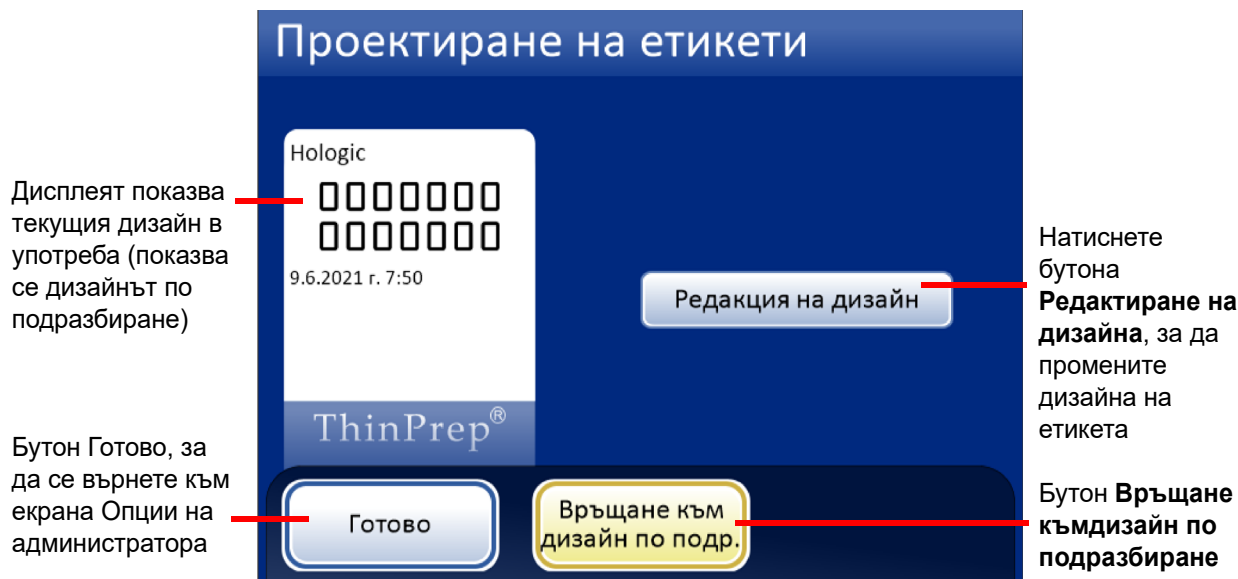 Проектиране на етикети
Дисплеят показва
текущия дизайн в
употреба (показва
се дизайнът по
подразбиране)
Hologic
0000000
0000000
9.6.2021 г. 7:50
ThinPrep®
Редакция на дизайн
Натиснете
бутона
Редактиране на
дизайна, за да
промените
дизайна на
етикета
Бутон Готово, за
да се върнете към
екрана Опции на
администратора
Готово
Връщане към
дизайн по подр.
Бутон Връщане
къмдизайн по
подразбиране